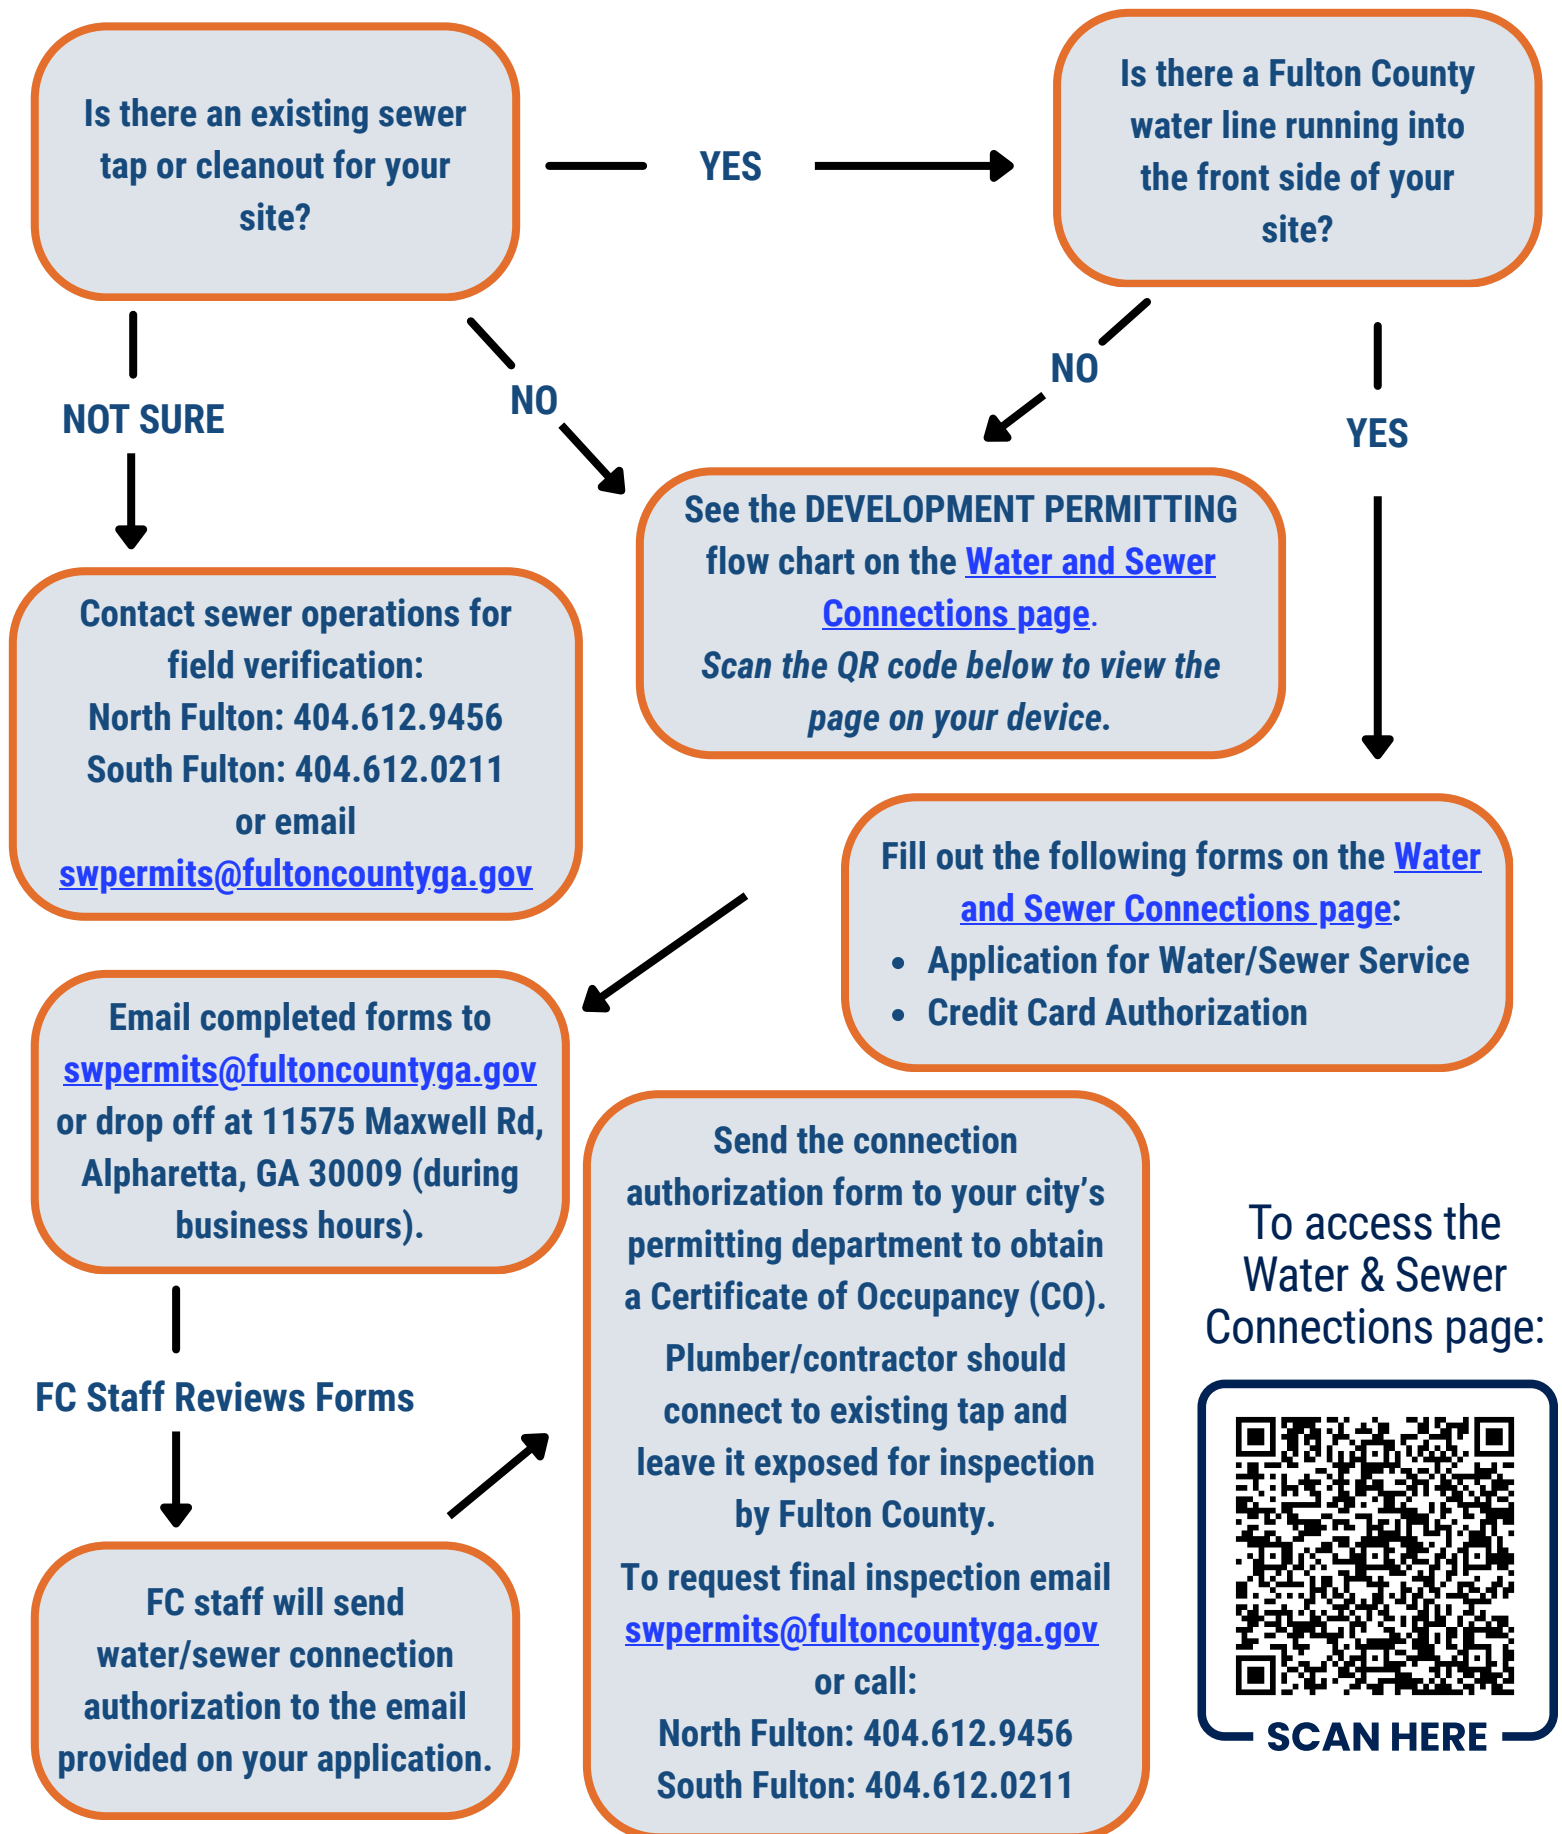 Is there an existing sewer
tap or cleanout for your
site?
YES
Is there a Fulton County
water line running into
the front side of your
site?
NOT SURE
NO
NO
YES
See the DEVELOPMENT PERMITTING
flow chart on the Water and Sewer
Connections page.
Scan the QR code below to view the
page on your device.
Contact sewer operations for
field verification:
North Fulton: 404.612.9456
South Fulton: 404.612.0211
or email
swpermits@fultoncountyga.gov
Fill out the following forms on the Water
and Sewer Connections page:
• Application for Water/Sewer Service
• Credit Card Authorization
Email completed forms to
swpermits@fultoncountyga.gov
or drop off at 11575 Maxwell Rd,
Alpharetta, GA 30009 (during
business hours).
FC Staff Reviews Forms
FC staff will send
water/sewer connection
authorization to the email
provided on your application.
Send the connection
authorization form to your city’s
permitting department to obtain
a Certificate of Occupancy (CO).
Plumber/contractor should
connect to existing tap and
leave it exposed for inspection
by Fulton County.
To request final inspection email
swpermits@fultoncountyga.gov
or call:
North Fulton: 404.612.9456
South Fulton: 404.612.0211
To access the
Water & Sewer
Connections page:
SCAN HERE